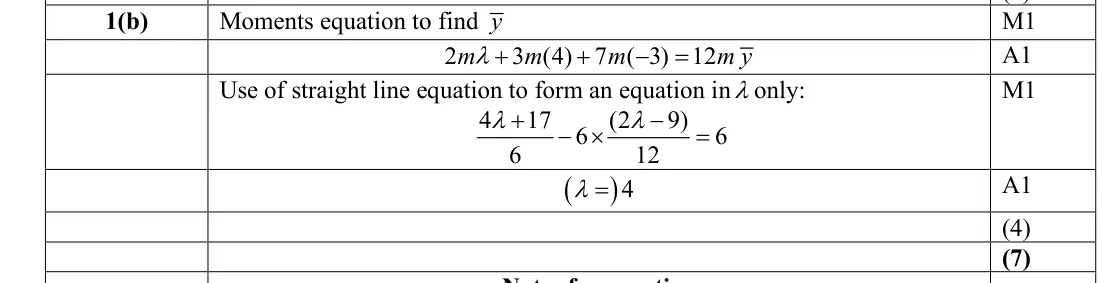 1(b) Moments equation to find y̅ M1
2mλ + 3m(4) + 7m(−3) = 12m y̅ A1
Use of straight line equation to form an equation in λ only: M1
(4λ + 17)/6 − 6 × (2λ − 9)/12 = 6
(λ =) 4 A1
(4)
(7)